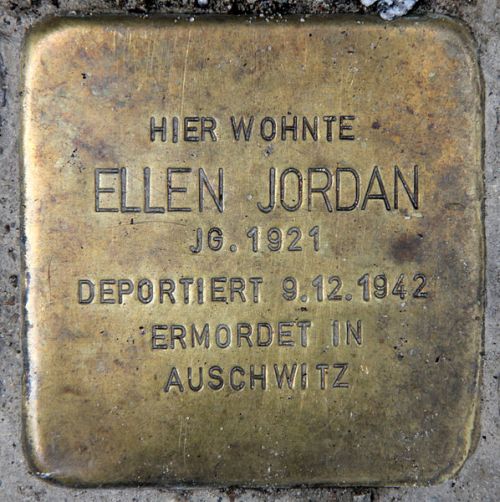 HIER WOHNTE
ELLEN JORDAN
JG. 1921
DEPORTIERT 9.12.1942
ERMORDET IN
AUSCHWITZ